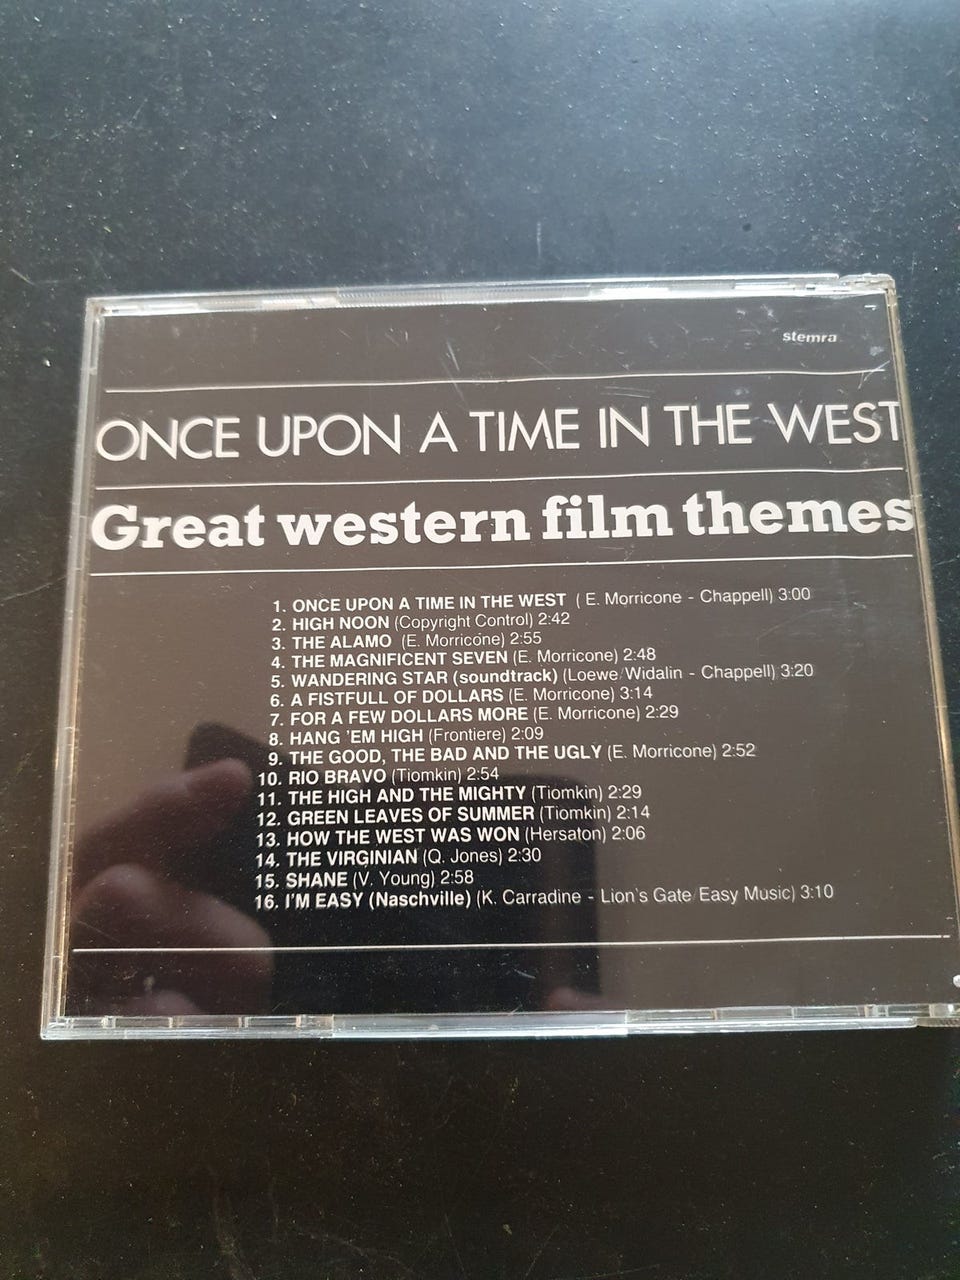 stemra
ONCE UPON A TIME IN THE WEST
Great western film themes
1. ONCE UPON A TIME IN THE WEST ( E. Morricone - Chappell) 3:00
2. HIGH NOON (Copyright Control) 2:42
3. THE ALAMO (E. Morricone) 2:55
4. THE MAGNIFICENT SEVEN (E. Morricone) 2:48
5. WANDERING STAR (soundtrack) (Loewe/Widalin - Chappell) 3:20
6. A FISTFULL OF DOLLARS (E. Morricone) 3:14
7. FOR A FEW DOLLARS MORE (E. Morricone) 2:29
8. HANG 'EM HIGH (Frontiere) 2:09
9. THE GOOD, THE BAD AND THE UGLY (E. Morricone) 2:52
10. RIO BRAVO (Tiomkin) 2:54
11. THE HIGH AND THE MIGHTY (Tiomkin) 2:29
12. GREEN LEAVES OF SUMMER (Tiomkin) 2:14
13. HOW THE WEST WAS WON (Hersaton) 2:06
14. THE VIRGINIAN (Q. Jones) 2:30
15. SHANE (V. Young) 2:58
16. I'M EASY (Naschville) (K. Carradine - Lion's Gate/Easy Music) 3:10